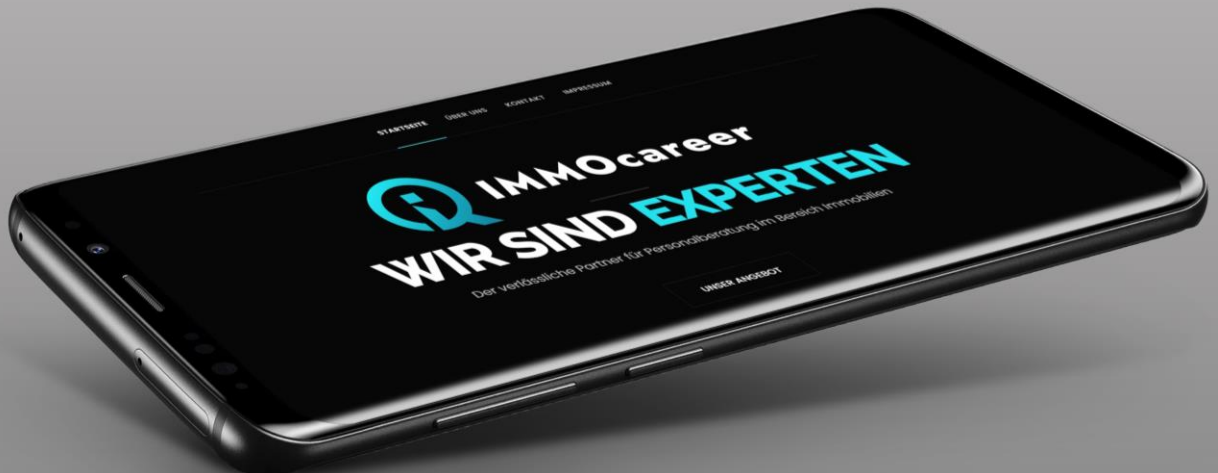 STARTSEITE ÜBER UNS KONTAKT IMPRESSUM
IMMOcareer
WIR SIND EXPERTEN
Der verlässliche Partner für Personalberatung im Bereich Immobilien
UNSER ANGEBOT